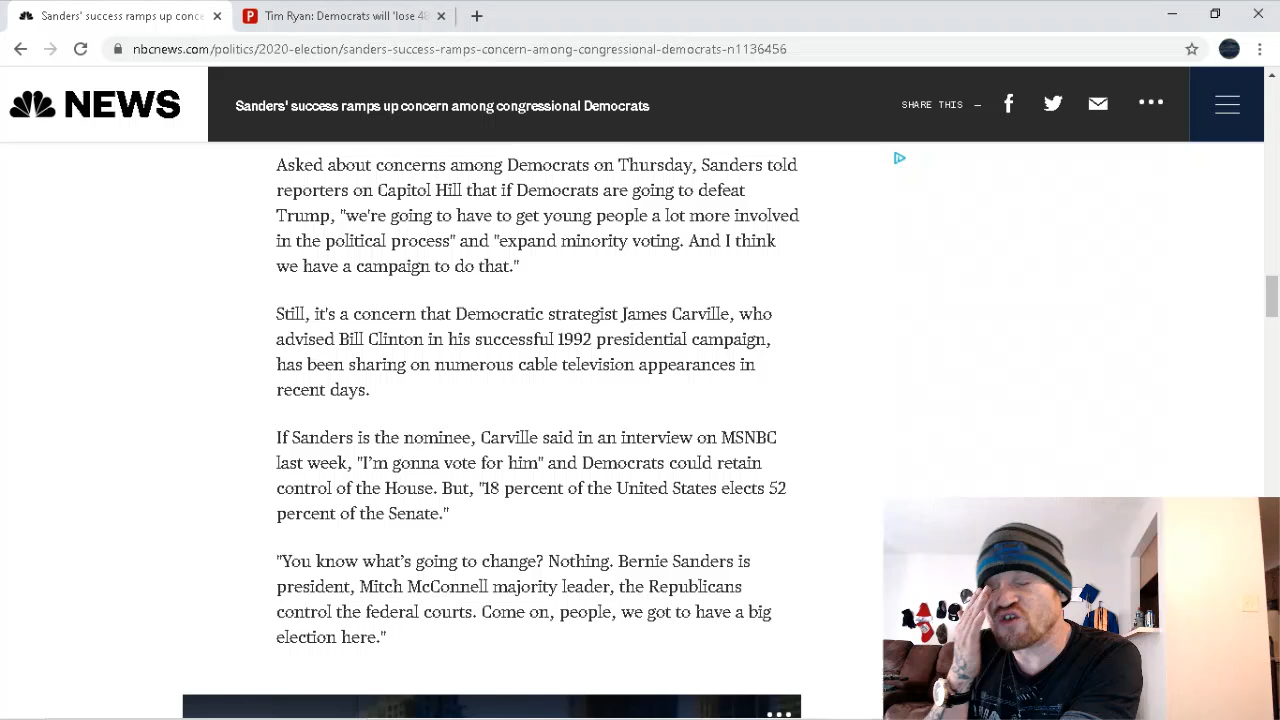 Sanders' success ramps up conce
Tim Ryan: Democrats will 'lose 48
nbcnews.com/politics/2020-election/sanders-success-ramps-concern-among-congressional-democrats-n1136456
NEWS
Sanders' success ramps up concern among congressional Democrats
SHARE THIS –
Asked about concerns among Democrats on Thursday, Sanders told
reporters on Capitol Hill that if Democrats are going to defeat
Trump, "we're going to have to get young people a lot more involved
in the political process" and "expand minority voting. And I think
we have a campaign to do that."
Still, it's a concern that Democratic strategist James Carville, who
advised Bill Clinton in his successful 1992 presidential campaign,
has been sharing on numerous cable television appearances in
recent days.
If Sanders is the nominee, Carville said in an interview on MSNBC
last week, "I'm gonna vote for him" and Democrats could retain
control of the House. But, "18 percent of the United States elects 52
percent of the Senate."
"You know what's going to change? Nothing. Bernie Sanders is
president, Mitch McConnell majority leader, the Republicans
control the federal courts. Come on, people, we got to have a big
election here."